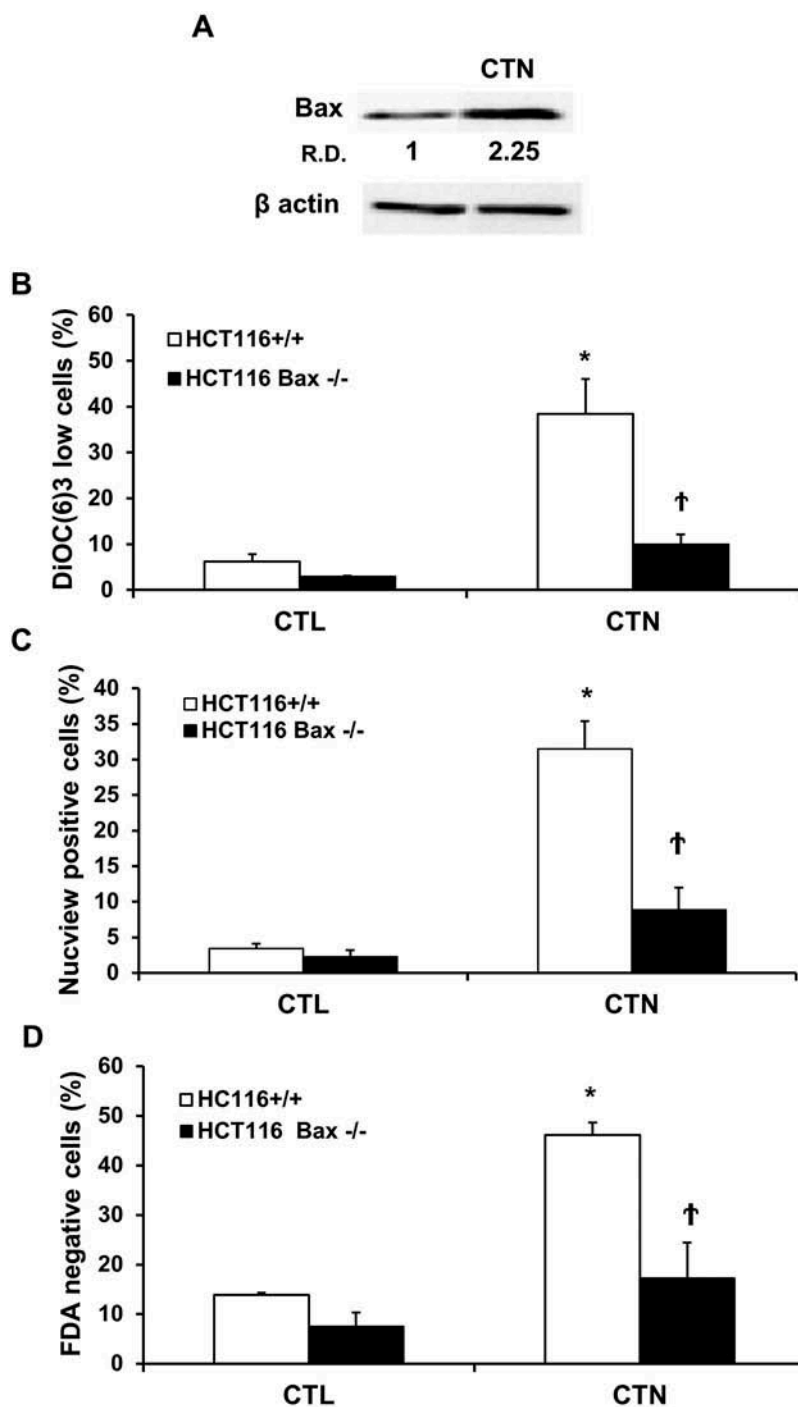 A
CTN
Bax
R.D. 1 2.25
β actin
B
DiOC(6)3 low cells (%)
60
50
40
30
20
10
0
HCT116+/+
HCT116 Bax -/-
*
†
CTL CTN
C
Nucview positive cells (%)
40
35
30
25
20
15
10
5
0
HCT116+/+
HCT116 Bax -/-
*
†
CTL CTN
D
FDA negative cells (%)
60
50
40
30
20
10
0
HC116+/+
HCT116 Bax -/-
*
†
CTL CTN